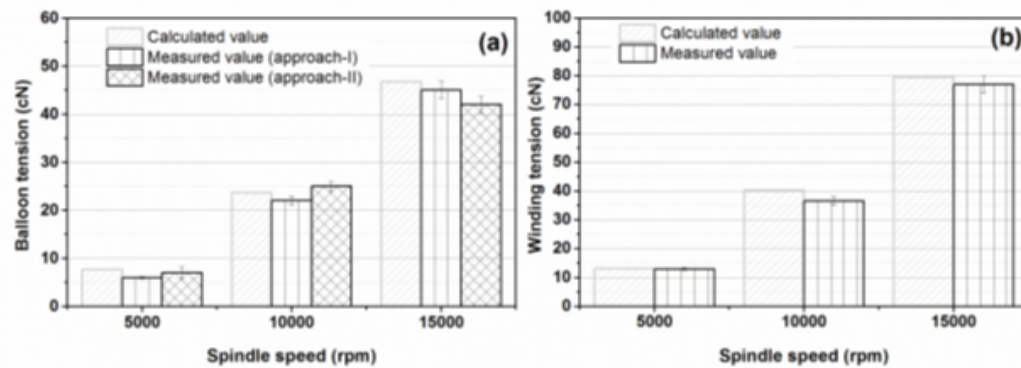 60
50
40
30
20
10
0
Balloon tension (cN)
Calculated value
Measured value (approach-I)
Measured value (approach-II)
(a)
5000 10000 15000
Spindle speed (rpm)
100
90
80
70
60
50
40
30
20
10
0
Winding tension (cN)
Calculated value
Measured value
(b)
5000 10000 15000
Spindle speed (rpm)